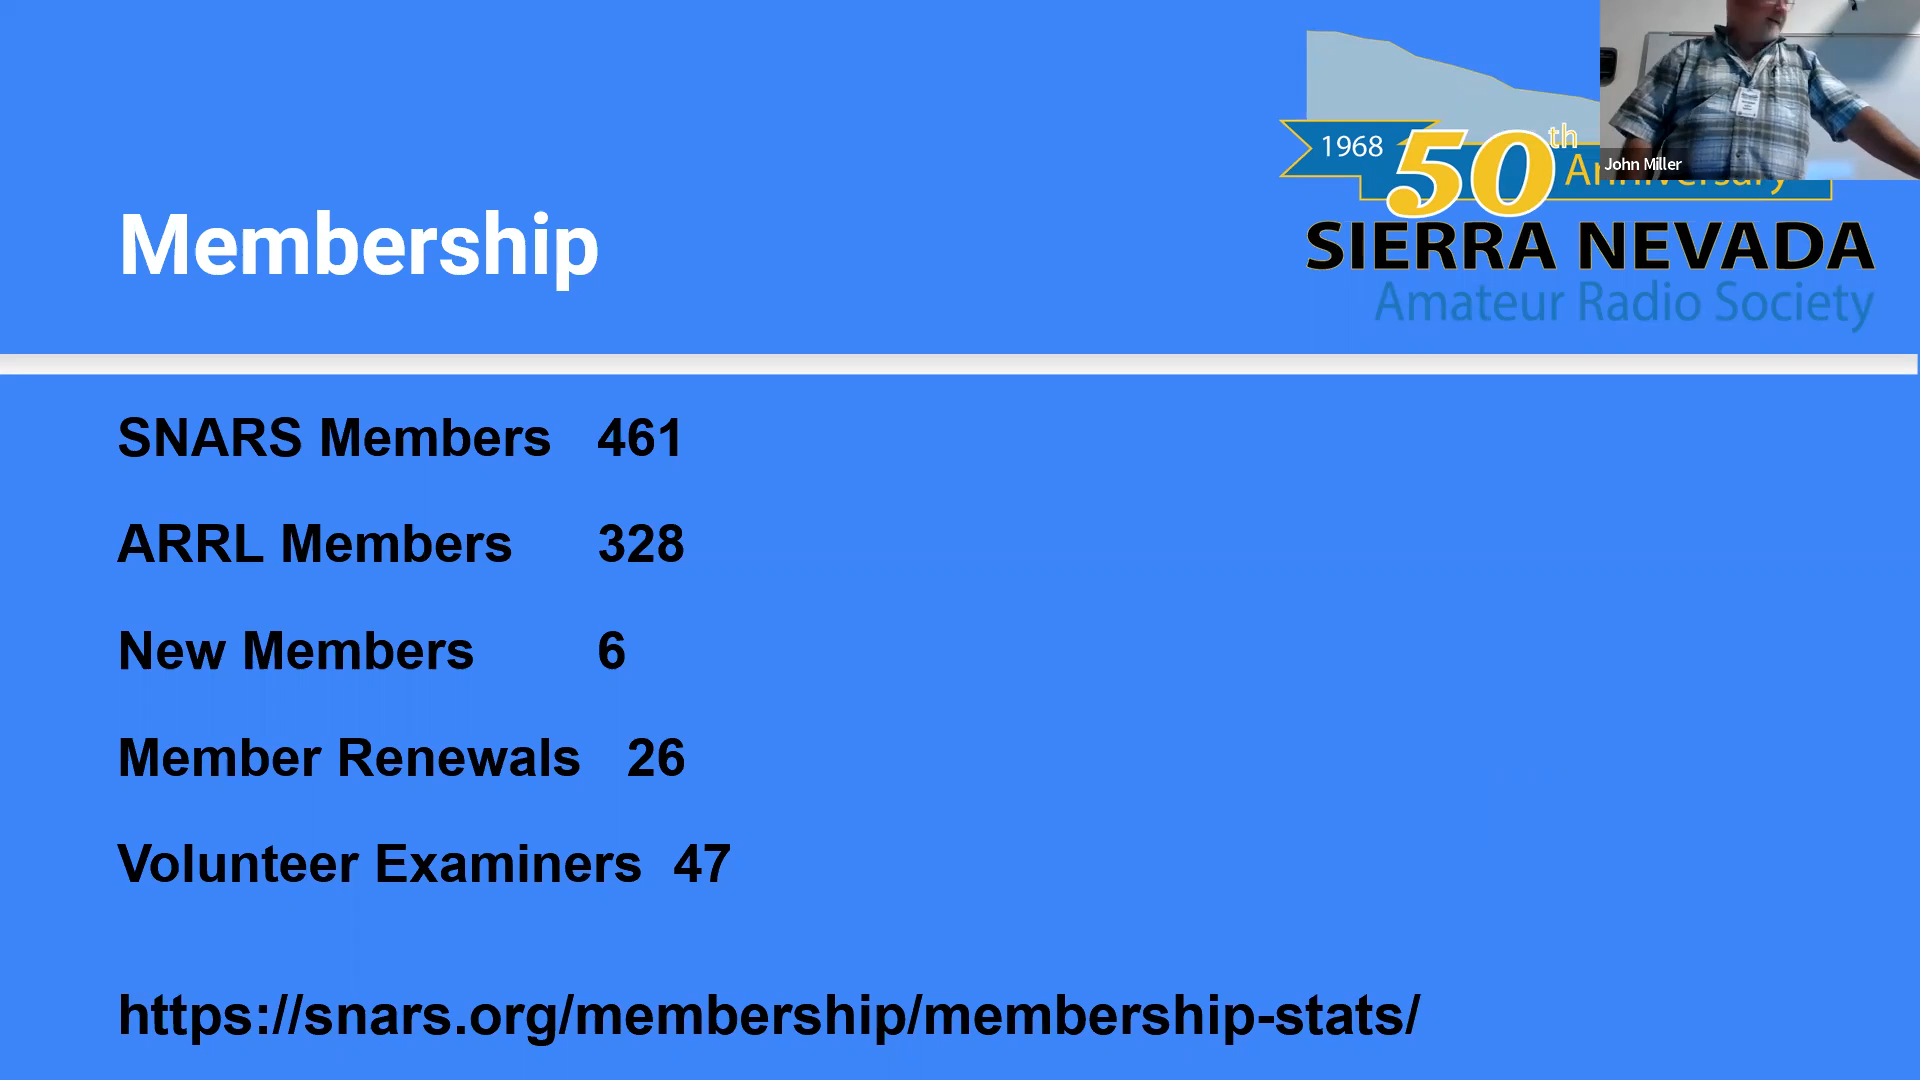 1968 50th Anniversary
John Miller
SIERRA NEVADA
Amateur Radio Society
Membership
SNARS Members 461
ARRL Members 328
New Members 6
Member Renewals 26
Volunteer Examiners 47
https://snars.org/membership/membership-stats/